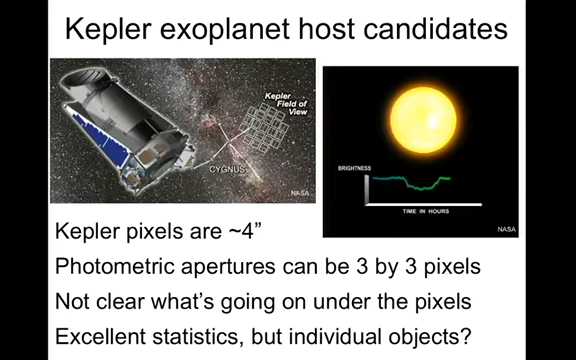 Kepler exoplanet host candidates
Kepler
Field of
View
CYGNUS
NASA
BRIGHTNESS
TIME IN HOURS
NASA
Kepler pixels are ~4”
Photometric apertures can be 3 by 3 pixels
Not clear what’s going on under the pixels
Excellent statistics, but individual objects?